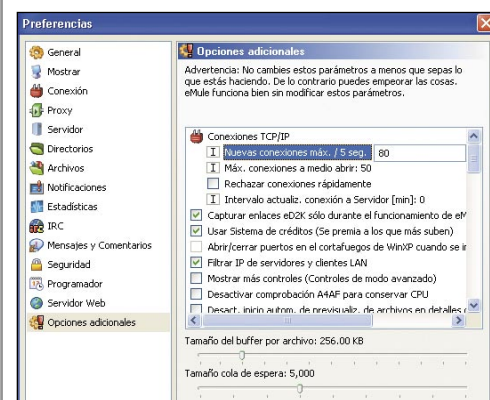 Preferencias
General
Mostrar
Conexión
Proxy
Servidor
Directorios
Archivos
Notificaciones
Estadísticas
IRC
Mensajes y Comentarios
Seguridad
Programador
Servidor Web
Opciones adicionales
Opciones adicionales
Advertencia: No cambies estos parámetros a menos que sepas lo
que estás haciendo. De lo contrario puedes empeorar las cosas.
eMule funciona bien sin modificar estos parámetros.
Conexiones TCP/IP
Nuevas conexiones máx. / 5 seg. 80
Máx. conexiones a medio abrir: 50
Rechazar conexiones rápidamente
Intervalo actualiz. conexión a Servidor [min]: 0
Capturar enlaces eD2K sólo durante el funcionamiento de eM
Usar Sistema de créditos (Se premia a los que más suben)
Abrir/cerrar puertos en el cortafuegos de WinXP cuando se i
Filtrar IP de servidores y clientes LAN
Mostrar más controles (Controles de modo avanzado)
Desactivar comprobación A4AF para conservar CPU
Desact. inicio autom. de previsualiz. de archivos en detalles
Tamaño del buffer por archivo: 256.00 KB
Tamaño cola de espera: 5,000